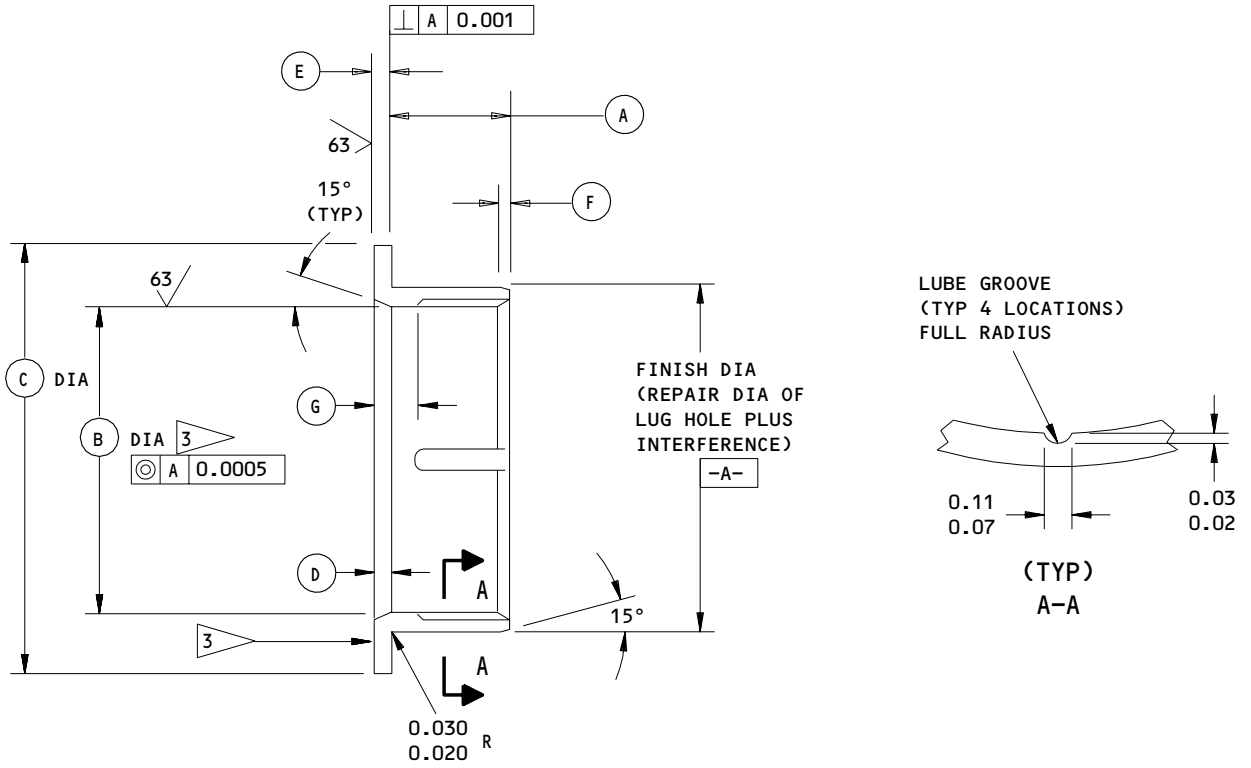 ⊥ A 0.001
E
A
63
15°
(TYP)
F
63
LUBE GROOVE
(TYP 4 LOCATIONS)
FULL RADIUS
C DIA
FINISH DIA
(REPAIR DIA OF
LUG HOLE PLUS
INTERFERENCE)
-A-
G
B DIA 3
◎ A 0.0005
0.11
0.07
0.03
0.02
D
A
15°
(TYP)
A-A
3
A
0.030
0.020 R